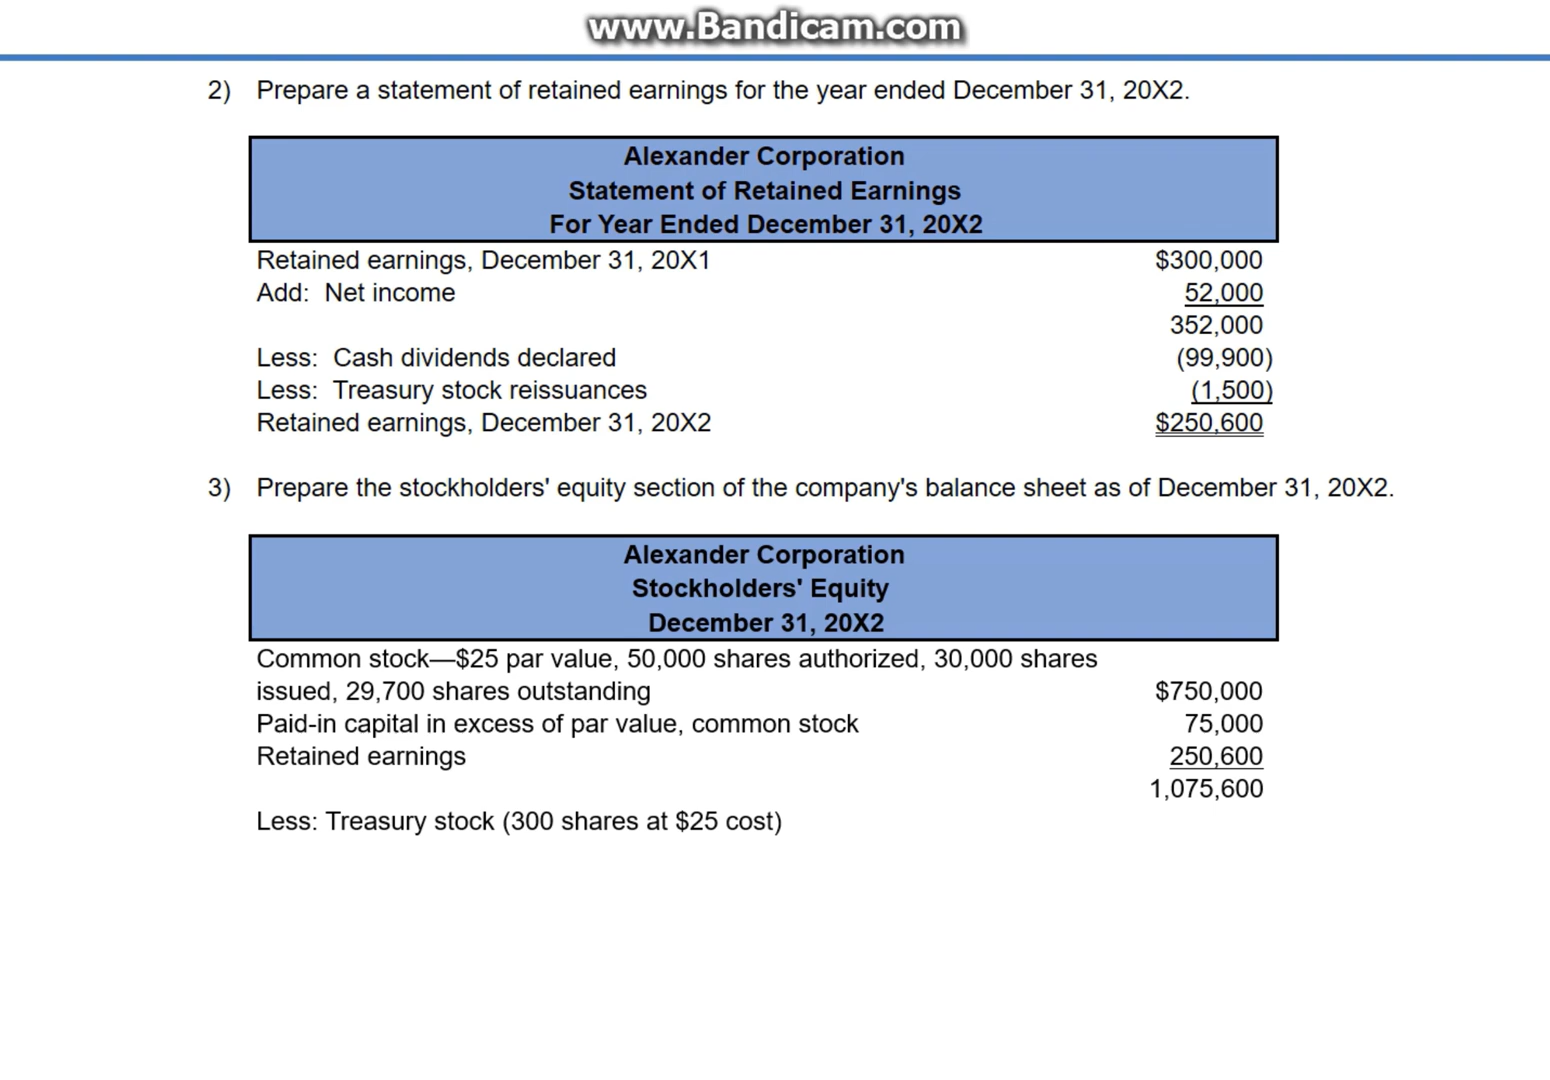 www.Bandicam.com
2) Prepare a statement of retained earnings for the year ended December 31, 20X2.
Alexander Corporation
Statement of Retained Earnings
For Year Ended December 31, 20X2
Retained earnings, December 31, 20X1 $300,000
Add: Net income 52,000
352,000
Less: Cash dividends declared (99,900)
Less: Treasury stock reissuances (1,500)
Retained earnings, December 31, 20X2 $250,600
3) Prepare the stockholders' equity section of the company's balance sheet as of December 31, 20X2.
Alexander Corporation
Stockholders' Equity
December 31, 20X2
Common stock—$25 par value, 50,000 shares authorized, 30,000 shares
issued, 29,700 shares outstanding $750,000
Paid-in capital in excess of par value, common stock 75,000
Retained earnings 250,600
1,075,600
Less: Treasury stock (300 shares at $25 cost)